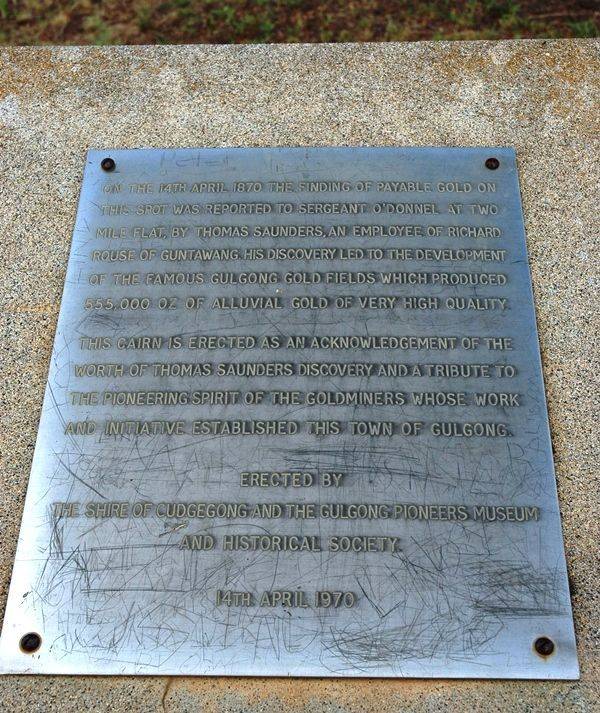 ON THE 14TH APRIL 1870 THE FINDING OF PAYABLE GOLD ON
THIS SPOT WAS REPORTED TO SERGEANT O'DONNEL AT TWO
MILE FLAT, BY THOMAS SAUNDERS, AN EMPLOYEE OF RICHARD
ROUSE OF GUNTAWANG. HIS DISCOVERY LED TO THE DEVELOPMENT
OF THE FAMOUS GULGONG GOLD FIELDS WHICH PRODUCED
555,000 OZ OF ALLUVIAL GOLD OF VERY HIGH QUALITY.
THIS CAIRN IS ERECTED AS AN ACKNOWLEDGEMENT OF THE
WORTH OF THOMAS SAUNDERS DISCOVERY AND A TRIBUTE TO
THE PIONEERING SPIRIT OF THE GOLDMINERS WHOSE WORK
AND INITIATIVE ESTABLISHED THIS TOWN OF GULGONG.
ERECTED BY
THE SHIRE OF CUDGEGONG AND THE GULGONG PIONEERS MUSEUM
AND HISTORICAL SOCIETY.
14TH APRIL 1970